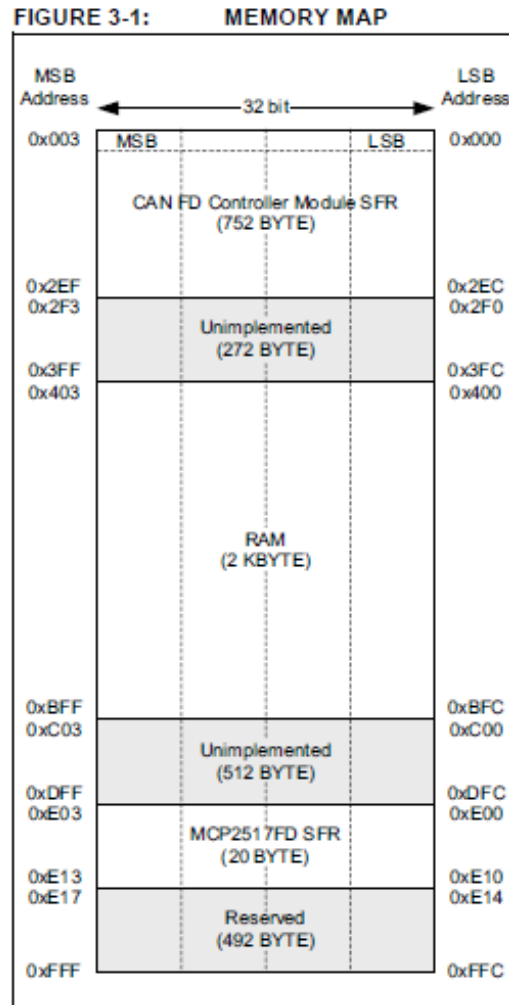 FIGURE 3-1: MEMORY MAP
MSB Address
LSB Address
32 bit
0x003 MSB LSB 0x000
CAN FD Controller Module SFR
(752 BYTE)
0x2EF 0x2EC
0x2F3 0x2F0
Unimplemented
(272 BYTE)
0x3FF 0x3FC
0x403 0x400
RAM
(2 KBYTE)
0xBFF 0xBFC
0xC03 0xC00
Unimplemented
(512 BYTE)
0xDFF 0xDFC
0xE03 0xE00
MCP2517FD SFR
(20 BYTE)
0xE13 0xE10
0xE17 0xE14
Reserved
(492 BYTE)
0xFFF 0xFFC